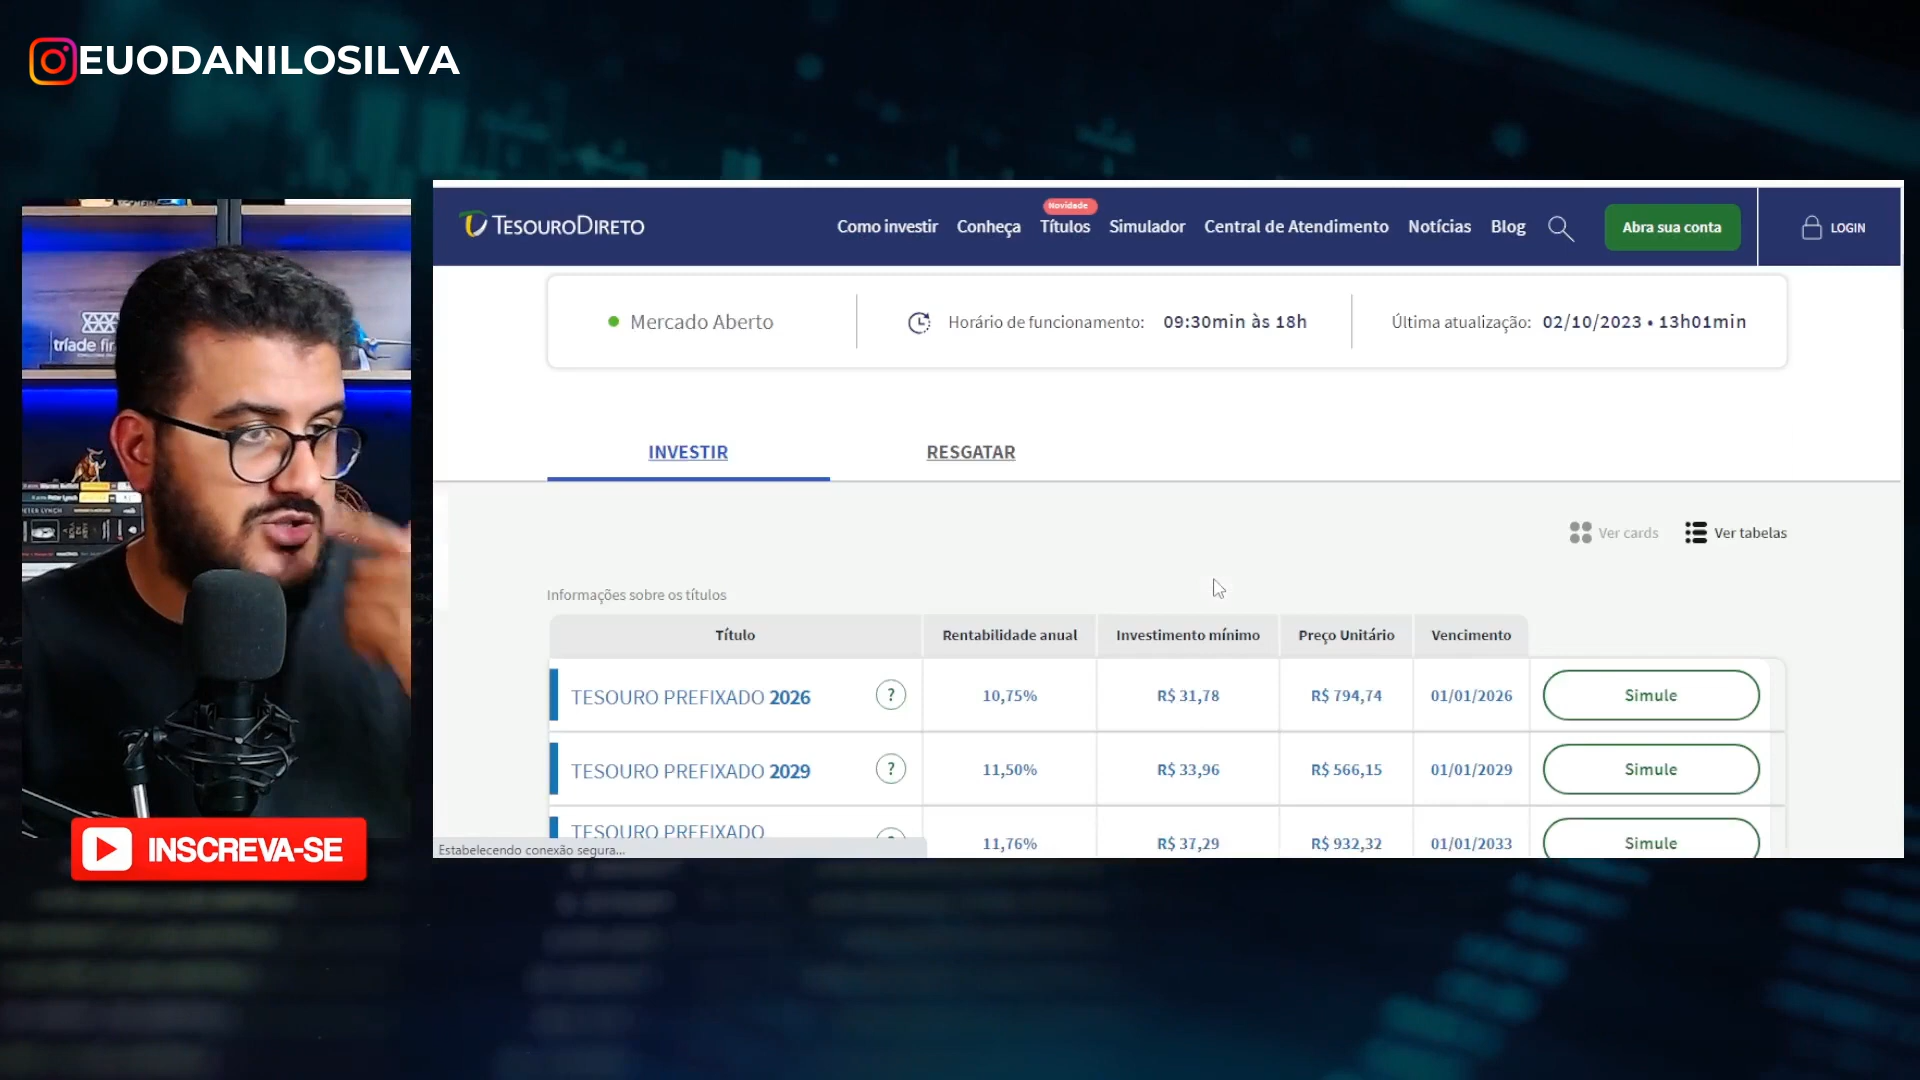 EUODANILOSILVA
TESOURODIRETO
Como investir
Conheça
Novidade
Títulos
Simulador
Central de Atendimento
Notícias
Blog
Abra sua conta
LOGIN
Mercado Aberto
Horário de funcionamento: 09:30min às 18h
Última atualização: 02/10/2023 • 13h01min
INVESTIR
RESGATAR
Ver cards
Ver tabelas
Informações sobre os títulos
Título Rentabilidade anual Investimento mínimo Preço Unitário Vencimento
TESOURO PREFIXADO 2026 ? 10,75% R$ 31,78 R$ 794,74 01/01/2026 Simule
TESOURO PREFIXADO 2029 ? 11,50% R$ 33,96 R$ 566,15 01/01/2029 Simule
TESOURO PREFIXADO 11,76% R$ 37,29 R$ 932,32 01/01/2033 Simule
Estabelecendo conexão segura...
tríade fin
PETER LYNCH
INSCREVA-SE